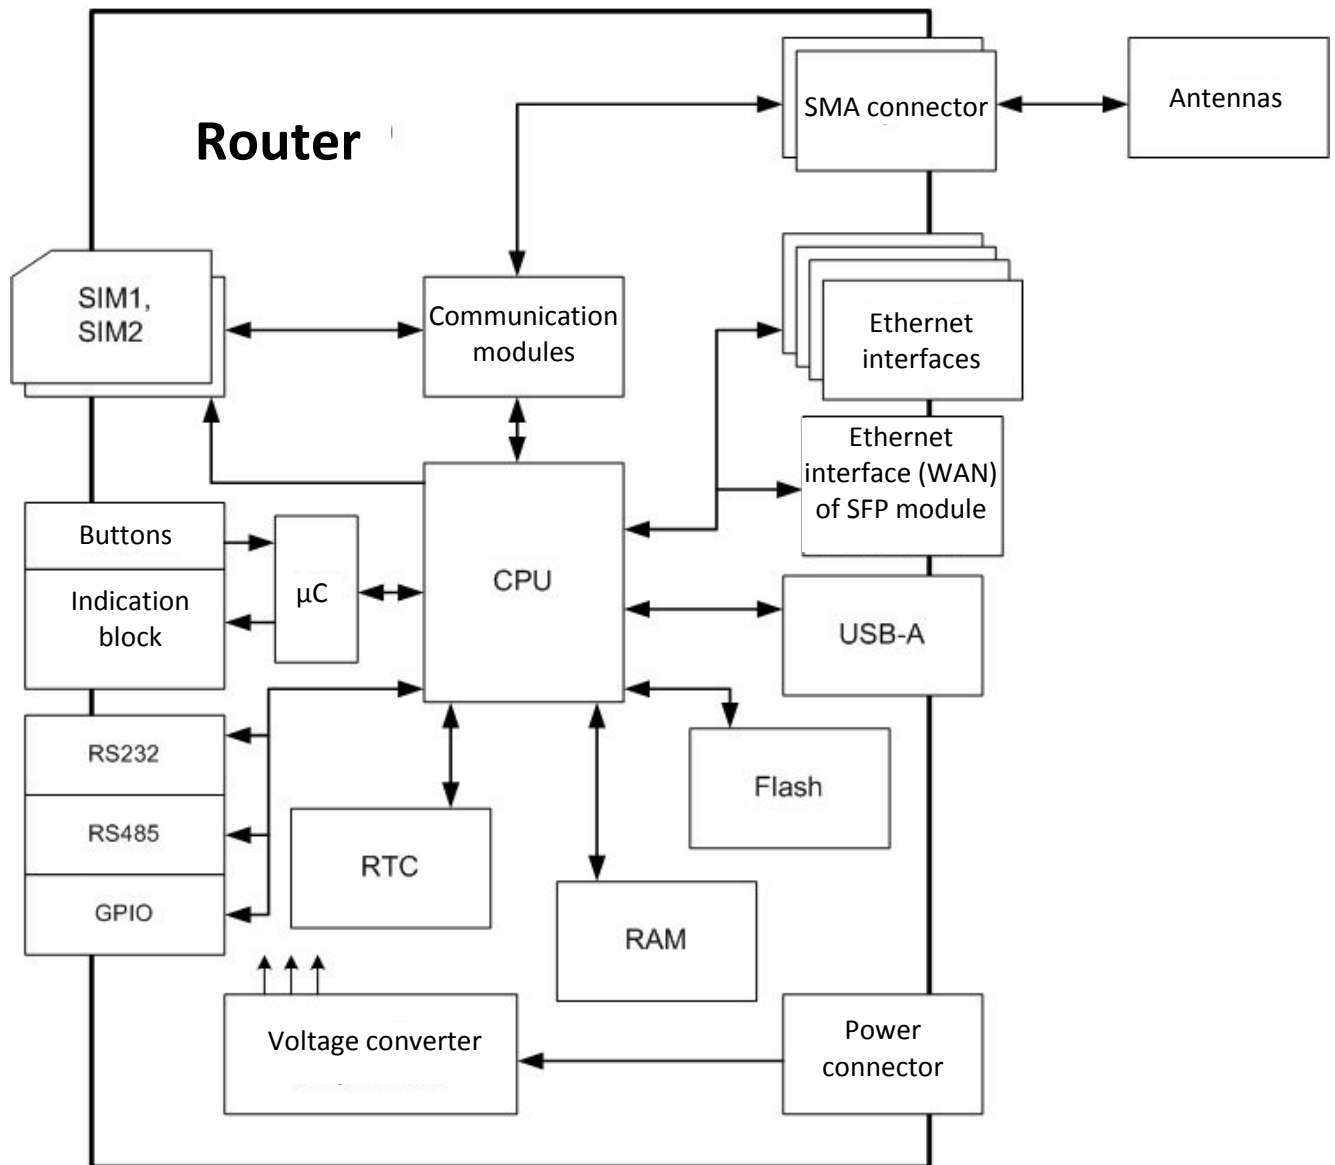 Router
SMA connector
Antennas
SIM1,
SIM2
Communication
modules
Ethernet
interfaces
Ethernet
interface (WAN)
of SFP module
Buttons
Indication
block
µC
CPU
USB-A
RS232
RS485
GPIO
RTC
Flash
RAM
Voltage converter
Power
connector